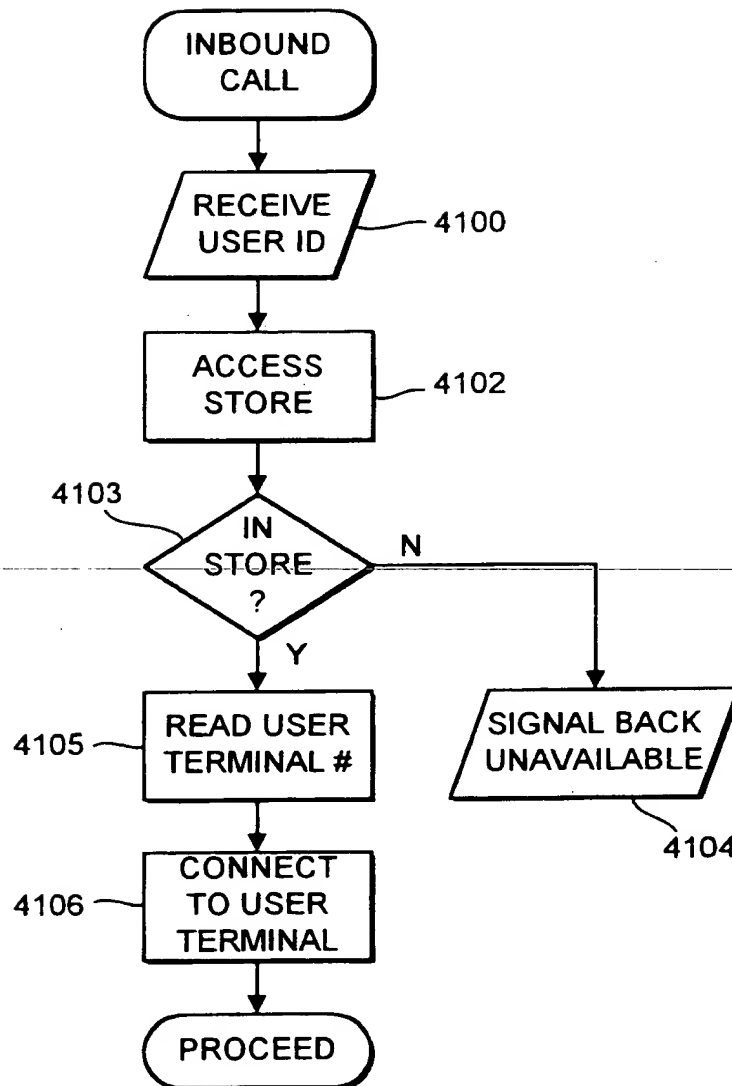 INBOUND
CALL
RECEIVE
USER ID
4100
ACCESS
STORE
4102
4103
IN
STORE
?
N
Y
4105
READ USER
TERMINAL #
SIGNAL BACK
UNAVAILABLE
4104
4106
CONNECT
TO USER
TERMINAL
PROCEED